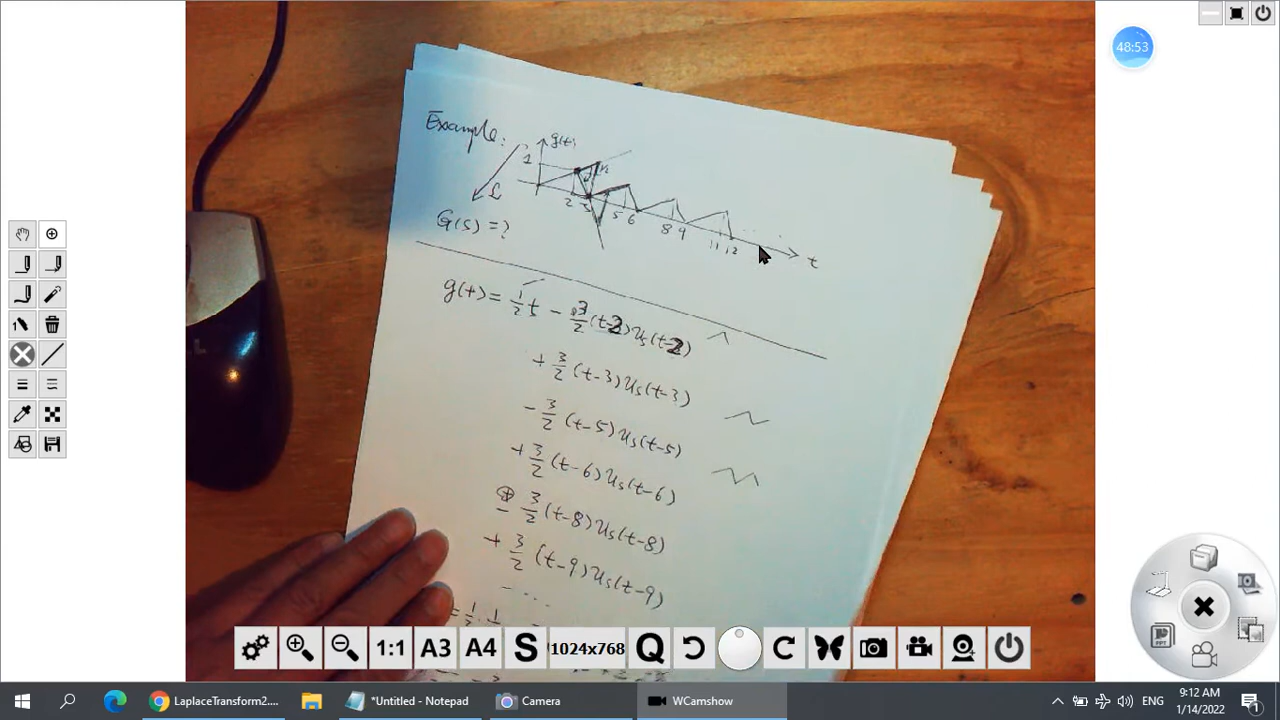 48:53
Example:
g(t)
1
1/2
2 3 5 6 8 9 11 12
t
G(s) = ?
g(t) = 1/2 t - 3/2 (t-2) us(t-2)
+ 3/2 (t-3) us(t-3)
- 3/2 (t-5) us(t-5)
+ 3/2 (t-6) us(t-6)
- 3/2 (t-8) us(t-8)
+ 3/2 (t-9) us(t-9)
- ...
1:1 A3 A4 S 1024x768 Q
PPT
LaplaceTransform2.... *Untitled - Notepad Camera WCamshow ENG 9:12 AM
1/14/2022